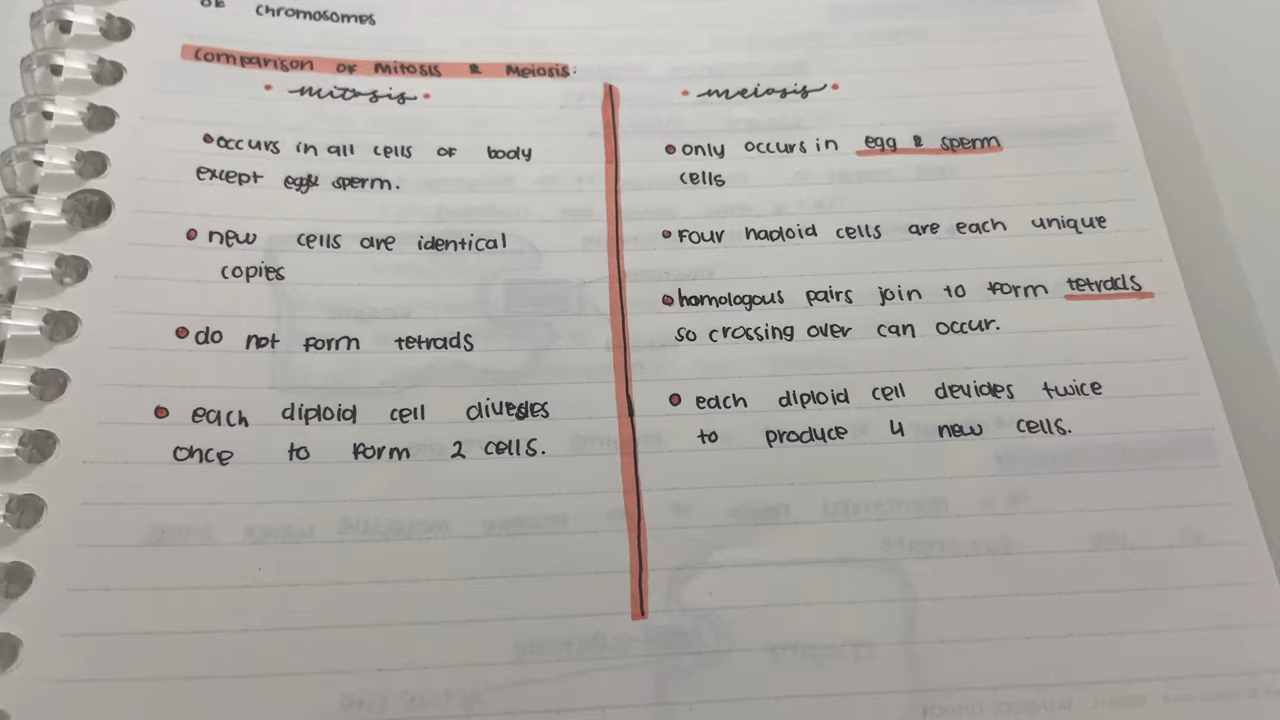 of chromosomes
Comparison of Mitosis & Meiosis:
• mitosis •
• occurs in all cells of body
except egg & sperm.
• new cells are identical
copies
• do not form tetrads
• each diploid cell divedes
once to form 2 cells.
• meiosis •
• only occurs in egg & sperm
cells
• Four haploid cells are each unique
• homologous pairs join to form tetrads
so crossing over can occur.
• each diploid cell devides twice
to produce 4 new cells.